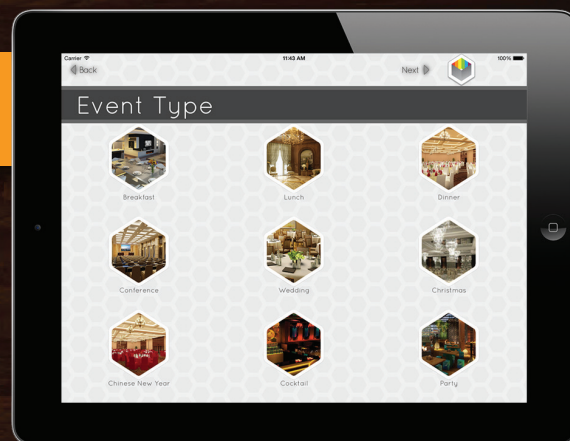 Carrier 11:43 AM 100%
Back Next
Event Type
Breakfast Lunch Dinner
Conference Wedding Christmas
Chinese New Year Cocktail Party